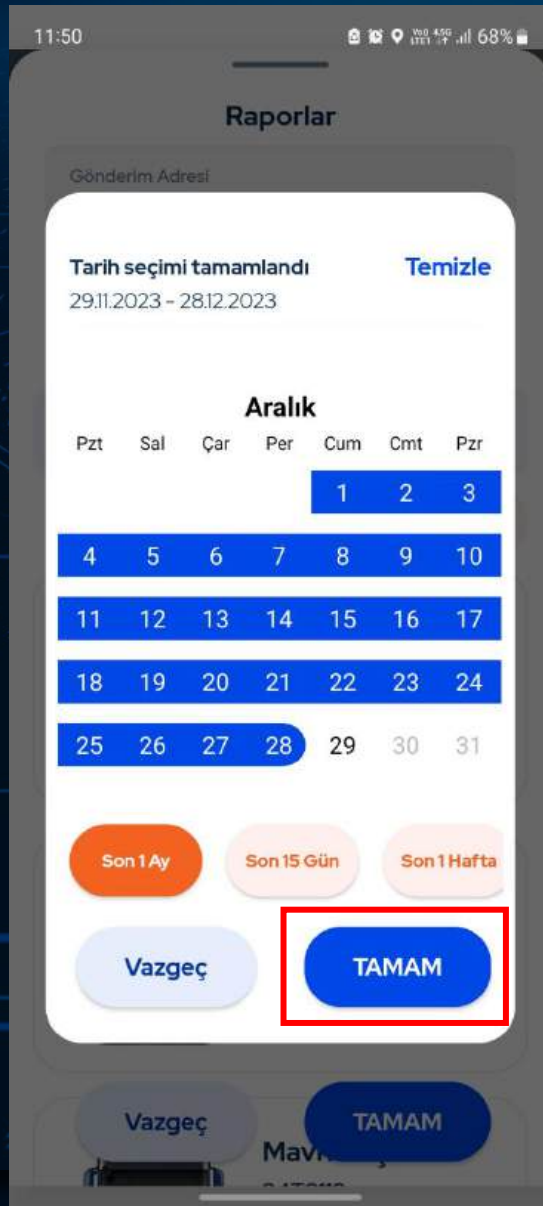 11:50 68%
Raporlar
Gönderim Adresi
Tarih seçimi tamamlandı Temizle
29.11.2023 - 28.12.2023
Aralık
Pzt Sal Çar Per Cum Cmt Pzr
1 2 3
4 5 6 7 8 9 10
11 12 13 14 15 16 17
18 19 20 21 22 23 24
25 26 27 28 29 30 31
Son 1 Ay Son 15 Gün Son 1 Hafta
Vazgeç TAMAM
Vazgeç TAMAM